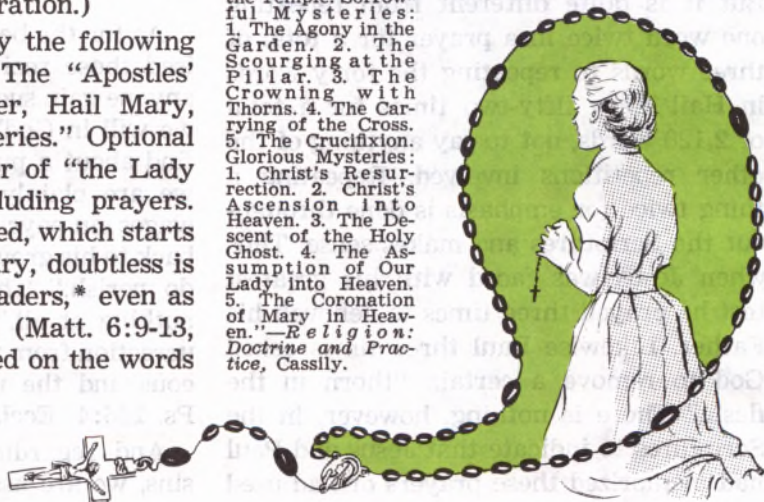 ration.)
y the following
The "Apostles'
er, Hail Mary,
eries." Optional
er of "the Lady
luding prayers.
ed, which starts
ary, doubtless is
aders,* even as
(Matt. 6:9-13,
ed on the words
the Temple. Sorrow-
ful Mysteries:
1. The Agony in the
Garden. 2. The
Scourging at the
Pillar. 3. The
Crowning with
Thorns. 4. The Car-
rying of the Cross.
5. The Crucifixion.
Glorious Mysteries:
1. Christ's Resur-
rection. 2. Christ's
Ascension into
Heaven. 3. The De-
scent of the Holy
Ghost. 4. The As-
sumption of Our
Lady into Heaven.
5. The Coronation
of Mary in Heav-
en."—Religion:
Doctrine and Prac-
tice, Cassily.